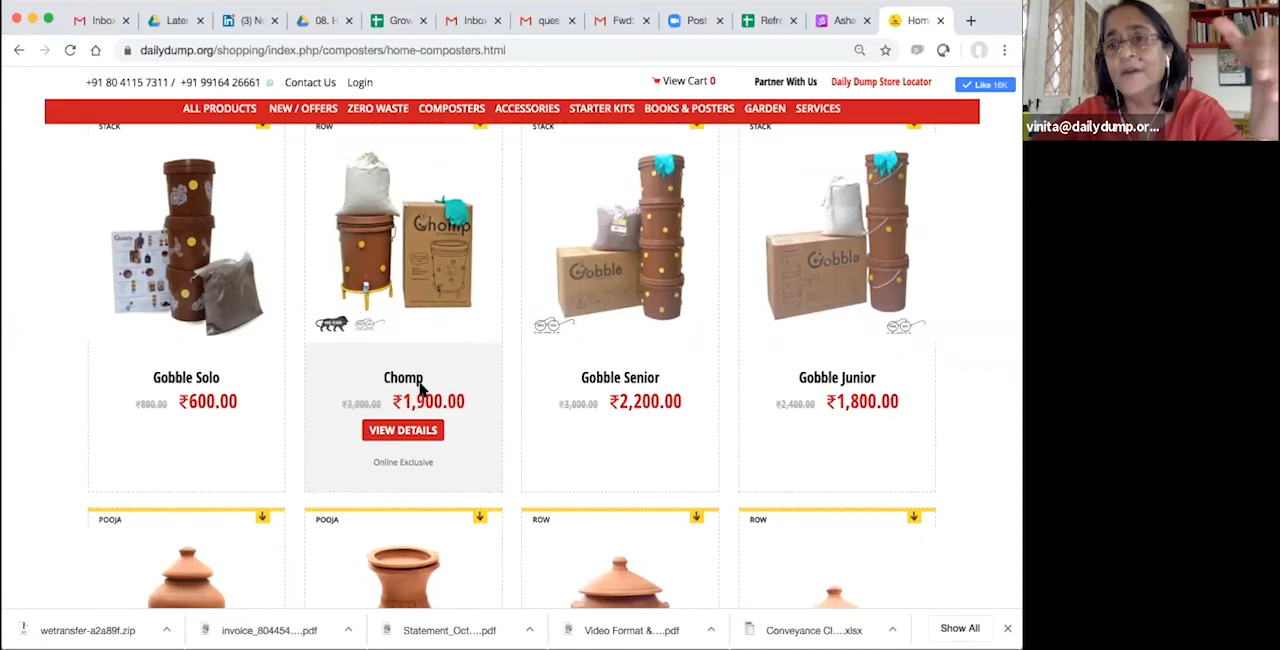 Inbox
Later
(3) N
08. H
Grov
Inbox
ques
Fwd:
Post
Refre
Asha
Home
dailydump.org/shopping/index.php/composters/home-composters.html
+91 80 4115 7311 / +91 99164 26661 Contact Us Login
View Cart 0
Partner With Us
Daily Dump Store Locator
Like 16K
ALL PRODUCTS NEW / OFFERS ZERO WASTE COMPOSTERS ACCESSORIES STARTER KITS BOOKS & POSTERS GARDEN SERVICES
STACK
ROW
STACK
STACK
Gobble
Chomp
Gobble
Gobble
Gobble Solo
₹800.00 ₹600.00
Chomp
₹3,000.00 ₹1,900.00
VIEW DETAILS
Online Exclusive
Gobble Senior
₹3,000.00 ₹2,200.00
Gobble Junior
₹2,400.00 ₹1,800.00
POOJA
POOJA
ROW
ROW
wetransfer-a2a89f.zip
invoice_804454....pdf
Statement_Oct....pdf
Video Format &....pdf
Conveyance Cl....xlsx
Show All
vinita@dailydump.or...